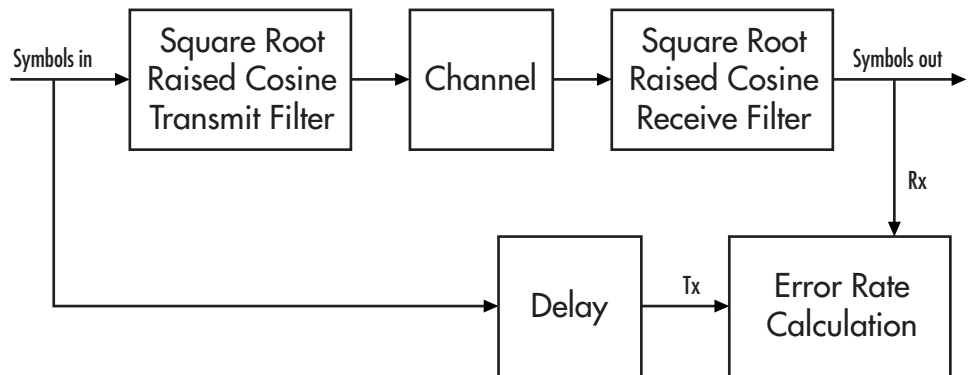 Symbols in
Square Root
Raised Cosine
Transmit Filter
Channel
Square Root
Raised Cosine
Receive Filter
Symbols out
Rx
Delay
Tx
Error Rate
Calculation